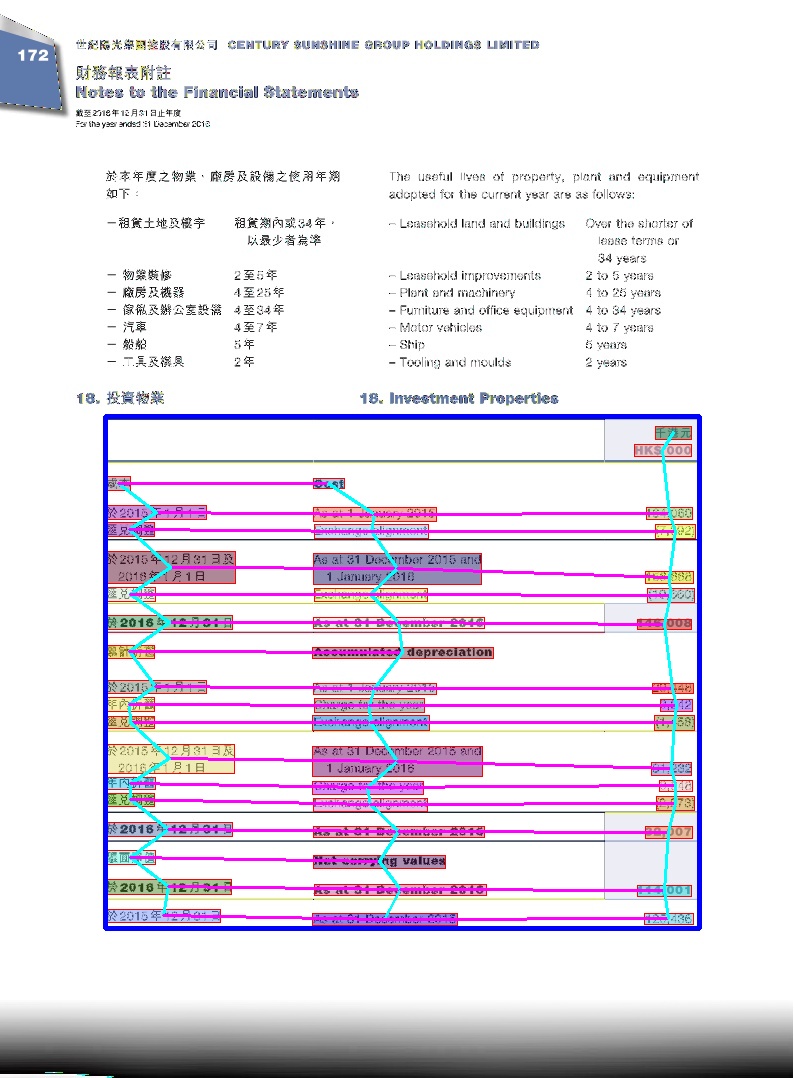 172
世紀陽光集團控股有限公司 CENTURY SUNSHINE GROUP HOLDINGS LIMITED
財務報表附註
Notes to the Financial Statements
截至2016年12月31日止年度
For the year ended 31 December 2016
於本年度之物業、廠房及設備之使用年期
如下：
The useful lives of property, plant and equipment
adopted for the current year are as follows:
－租賃土地及樓宇 租賃期內或34年，
以最少者為準
－ 物業裝修 2至5年
－ 廠房及機器 4至25年
－ 傢俬及辦公室設備 4至34年
－ 汽車 4至7年
－ 船舶 5年
－ 工具及模具 2年
– Leasehold land and buildings Over the shorter of
lease terms or
34 years
– Leasehold improvements 2 to 5 years
– Plant and machinery 4 to 25 years
– Furniture and office equipment 4 to 34 years
– Motor vehicles 4 to 7 years
– Ship 5 years
– Tooling and moulds 2 years
18. 投資物業
18. Investment Properties
千港元
HK$'000
成本 Cost
於2015年1月1日 As at 1 January 2015
匯兌調整 Exchange alignment
於2015年12月31日及 As at 31 December 2015 and
2016年1月1日 1 January 2016 158,668
匯兌調整 Exchange alignment (10,660)
於2016年12月31日 As at 31 December 2016 148,008
累計折舊 Accumulated depreciation
於2015年1月1日 As at 1 January 2015
年內折舊 Charge for the year
匯兌調整 Exchange alignment
於2015年12月31日及 As at 31 December 2015 and
2016年1月1日 1 January 2016 31,232
年內折舊 Charge for the year
匯兌調整 Exchange alignment
於2016年12月31日 As at 31 December 2016
賬面淨值 Net carrying values
於2016年12月31日 As at 31 December 2016
於2015年12月31日 As at 31 December 2015 127,436